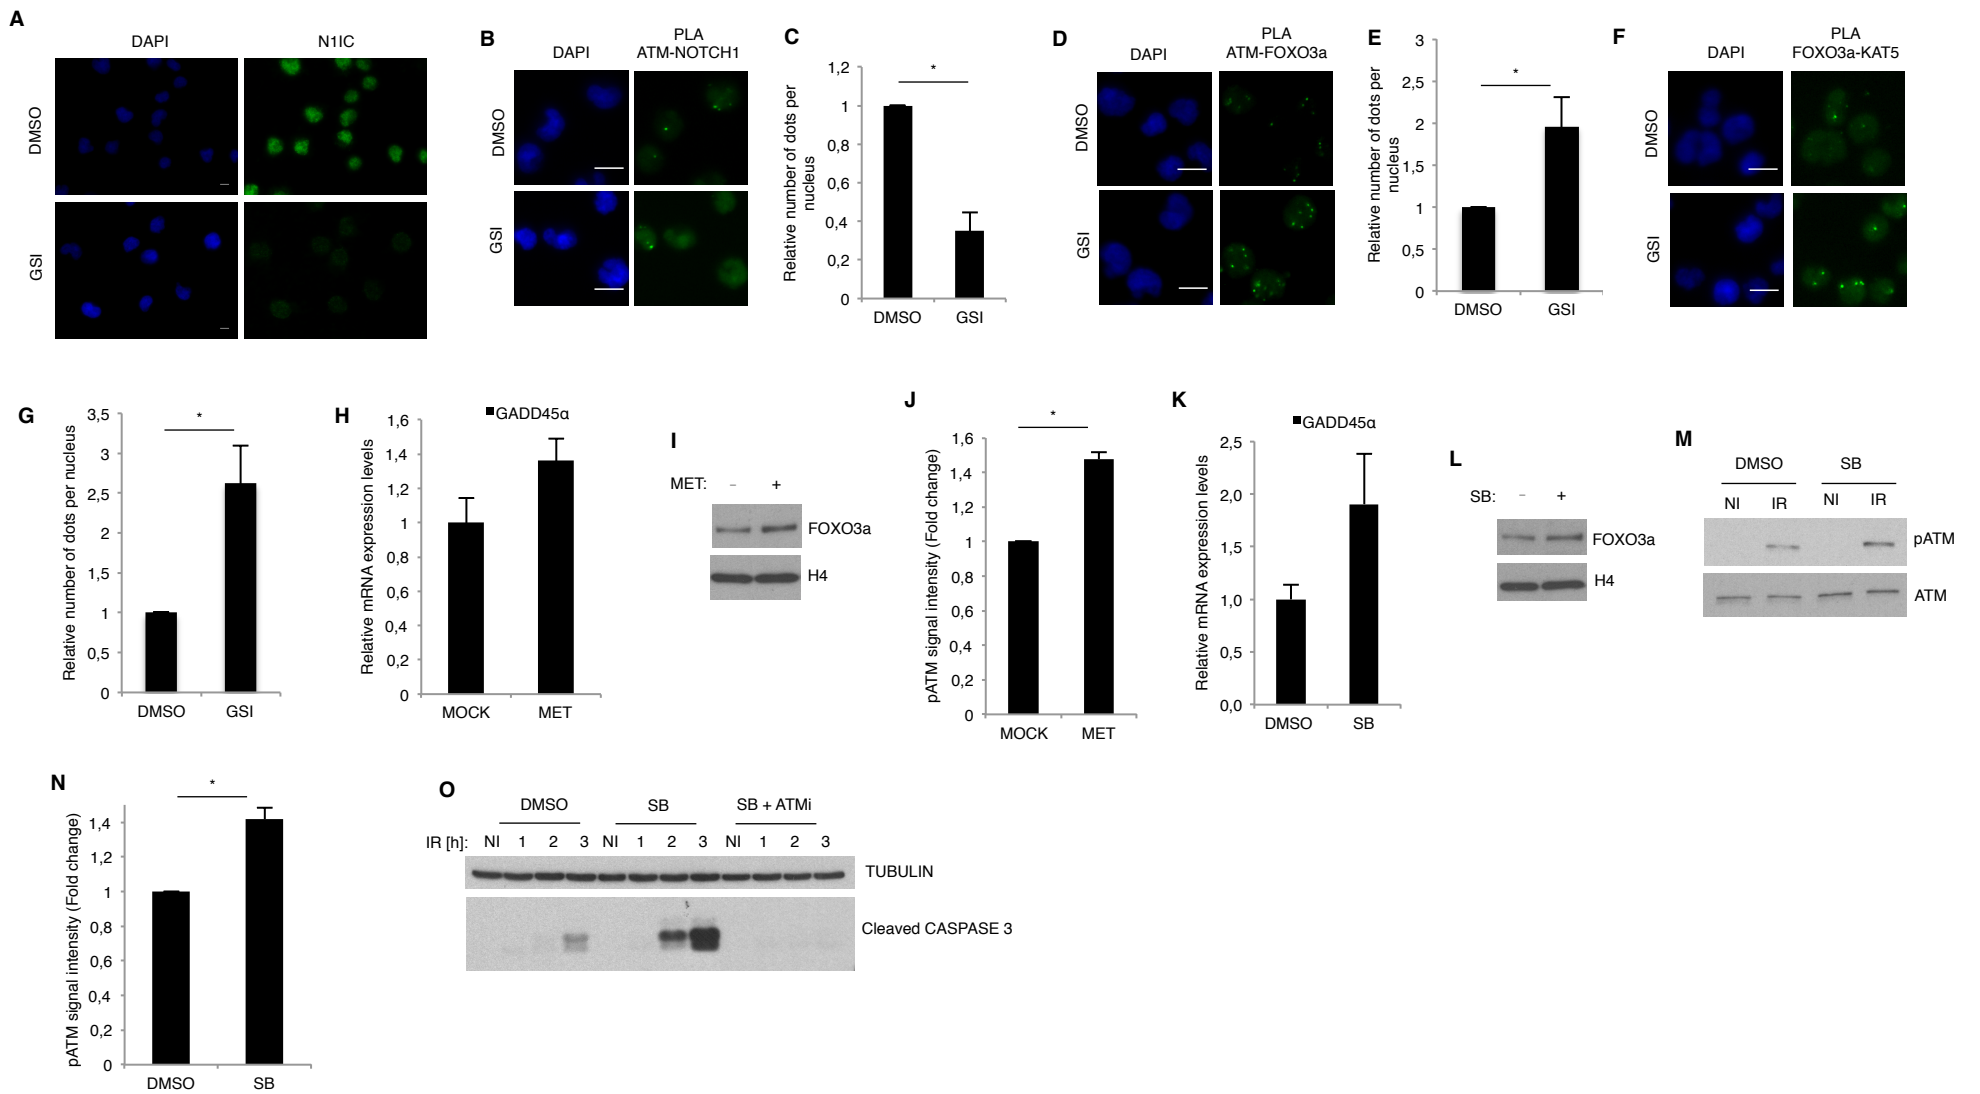 A
DAPI
N1IC
DMSO
GSI
B
DAPI
PLA
ATM-NOTCH1
DMSO
GSI
C
Relative number of dots per
nucleus
1,2
1
0,8
0,6
0,4
0,2
0
*
DMSO
GSI
D
DAPI
PLA
ATM-FOXO3a
DMSO
GSI
E
Relative number of dots per
nucleus
3
2,5
2
1,5
1
0,5
0
*
DMSO
GSI
F
DAPI
PLA
FOXO3a-KAT5
DMSO
GSI
G
Relative number of dots per nucleus
3,5
3
2,5
2
1,5
1
0,5
0
*
DMSO
GSI
H
GADD45α
Relative mRNA expression levels
1,6
1,4
1,2
1
0,8
0,6
0,4
0,2
0
MOCK
MET
I
MET: - +
FOXO3a
H4
J
pATM signal intensity (Fold change)
1,6
1,4
1,2
1
0,8
0,6
0,4
0,2
0
*
MOCK
MET
K
GADD45α
Relative mRNA expression levels
2,5
2,0
1,5
1,0
0,5
0,0
DMSO
SB
L
SB: - +
FOXO3a
H4
M
DMSO SB
NI IR NI IR
pATM
ATM
N
pATM signal intensity (Fold change)
1,4
1,2
1
0,8
0,6
0,4
0,2
0
*
DMSO
SB
O
DMSO SB SB + ATMi
IR [h]: NI 1 2 3 NI 1 2 3 NI 1 2 3
TUBULIN
Cleaved CASPASE 3